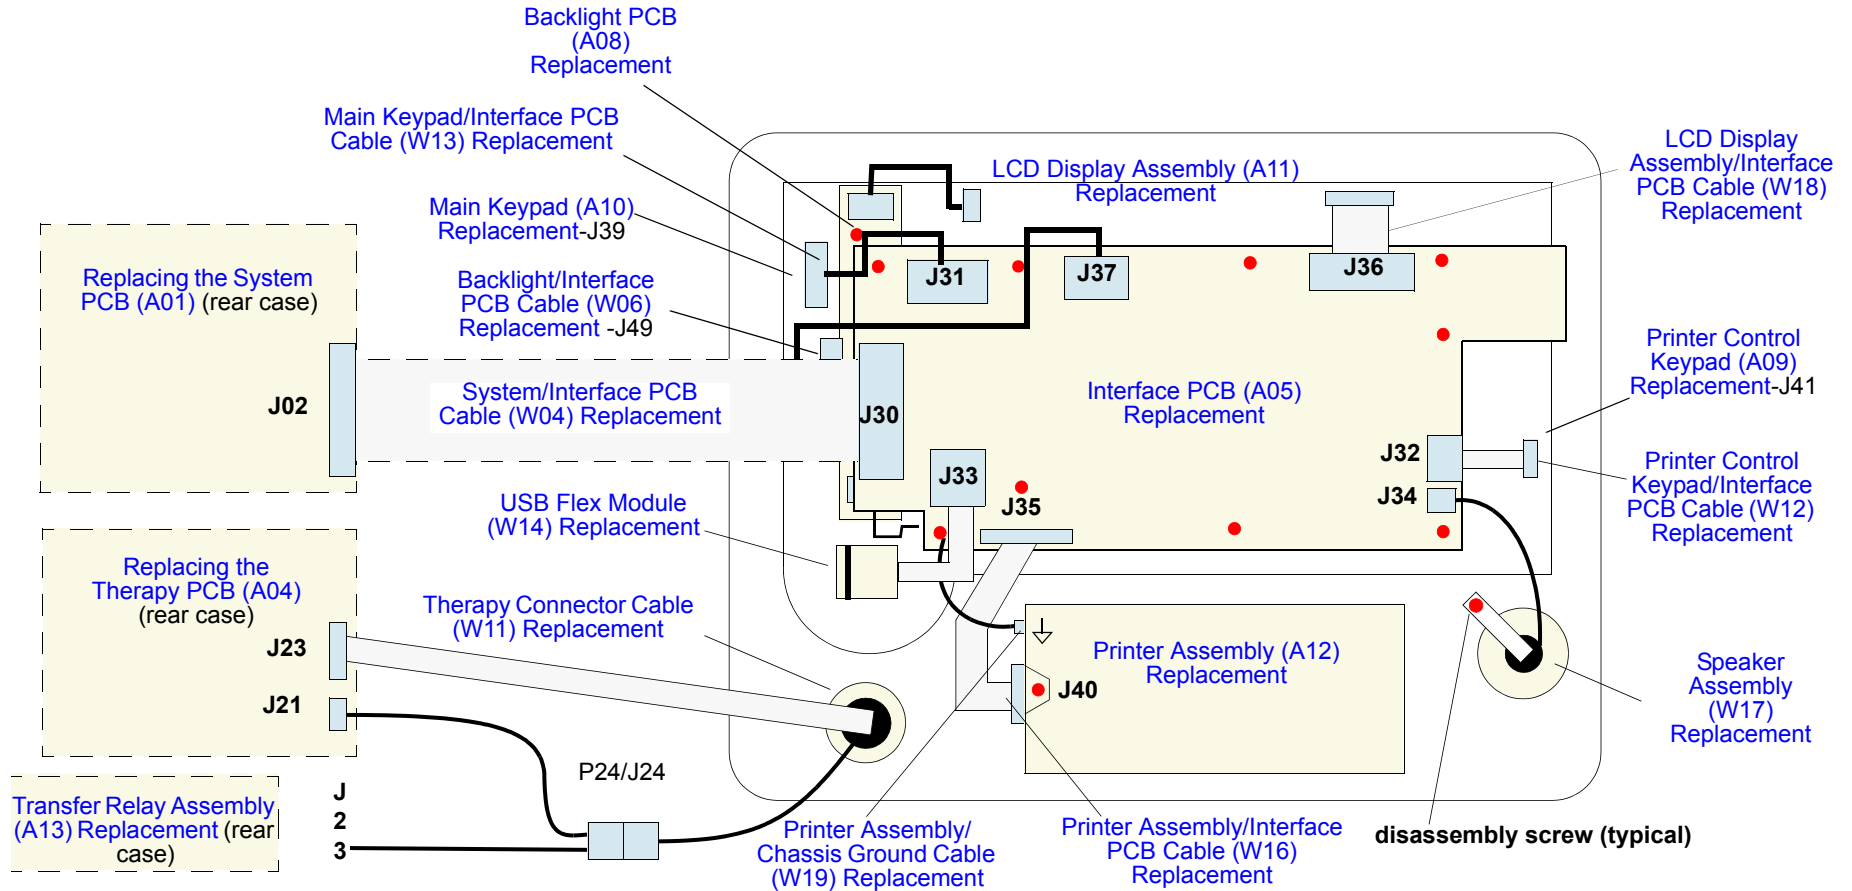 Backlight PCB
(A08)
Replacement
Main Keypad/Interface PCB
Cable (W13) Replacement
LCD Display Assembly (A11)
Replacement
LCD Display
Assembly/Interface
PCB Cable (W18)
Replacement
Main Keypad (A10)
Replacement-J39
Replacing the System
PCB (A01) (rear case)
Backlight/Interface
PCB Cable (W06)
Replacement -J49
J31
J37
J36
Printer Control
Keypad (A09)
Replacement-J41
J02
System/Interface PCB
Cable (W04) Replacement
J30
Interface PCB (A05)
Replacement
J32
J34
Printer Control
Keypad/Interface
PCB Cable (W12)
Replacement
J33
J35
USB Flex Module
(W14) Replacement
Replacing the
Therapy PCB (A04)
(rear case)
J23
J21
Therapy Connector Cable
(W11) Replacement
Printer Assembly (A12)
Replacement
J40
Speaker
Assembly
(W17)
Replacement
P24/J24
Transfer Relay Assembly
(A13) Replacement (rear
case)
J
2
3
Printer Assembly/
Chassis Ground Cable
(W19) Replacement
Printer Assembly/Interface
PCB Cable (W16)
Replacement
disassembly screw (typical)